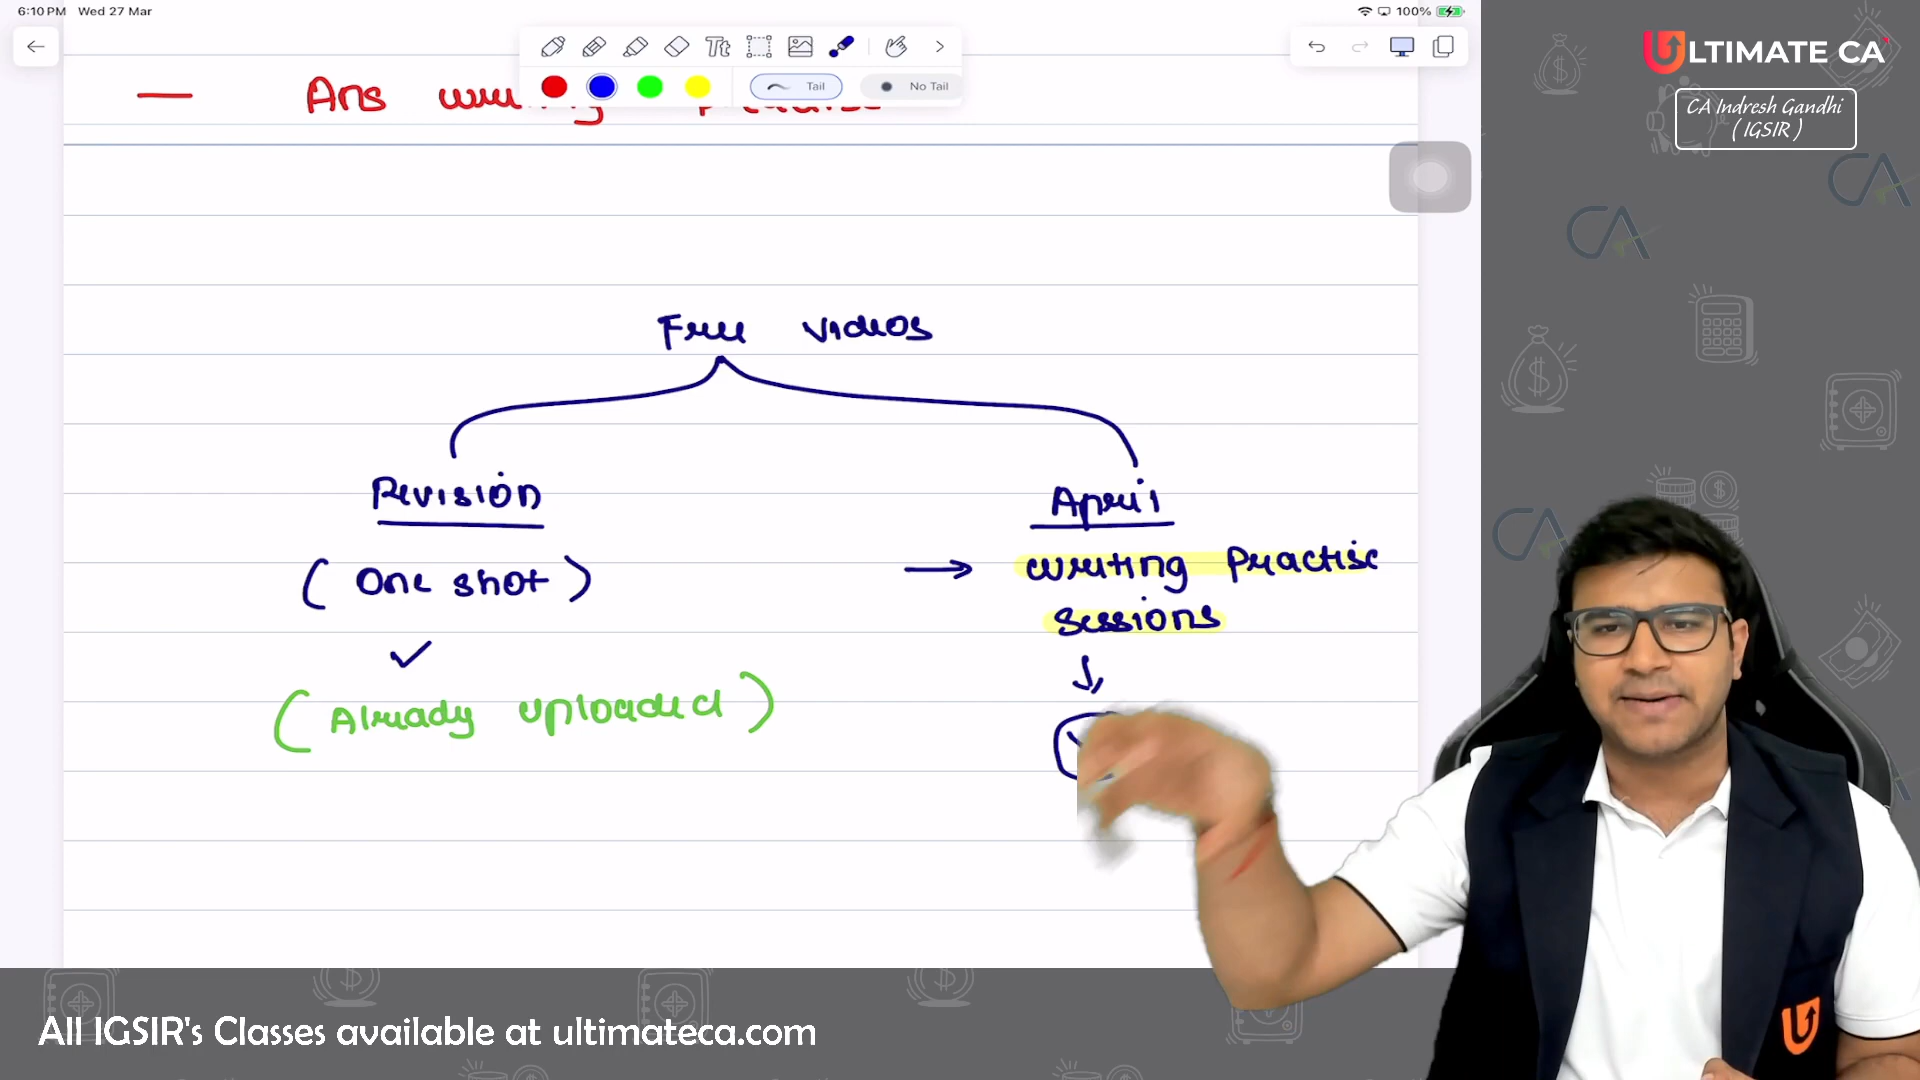 6:10 PM Wed 27 Mar
100%
Tt
Tail
No Tail
ULTIMATE CA
CA Indresh Gandhi
(IGSIR)
— Ans
Free videos
Revision
April
(One shot)
→ writing Practise
sessions
(Already uploaded)
All IGSIR's Classes available at ultimateca.com